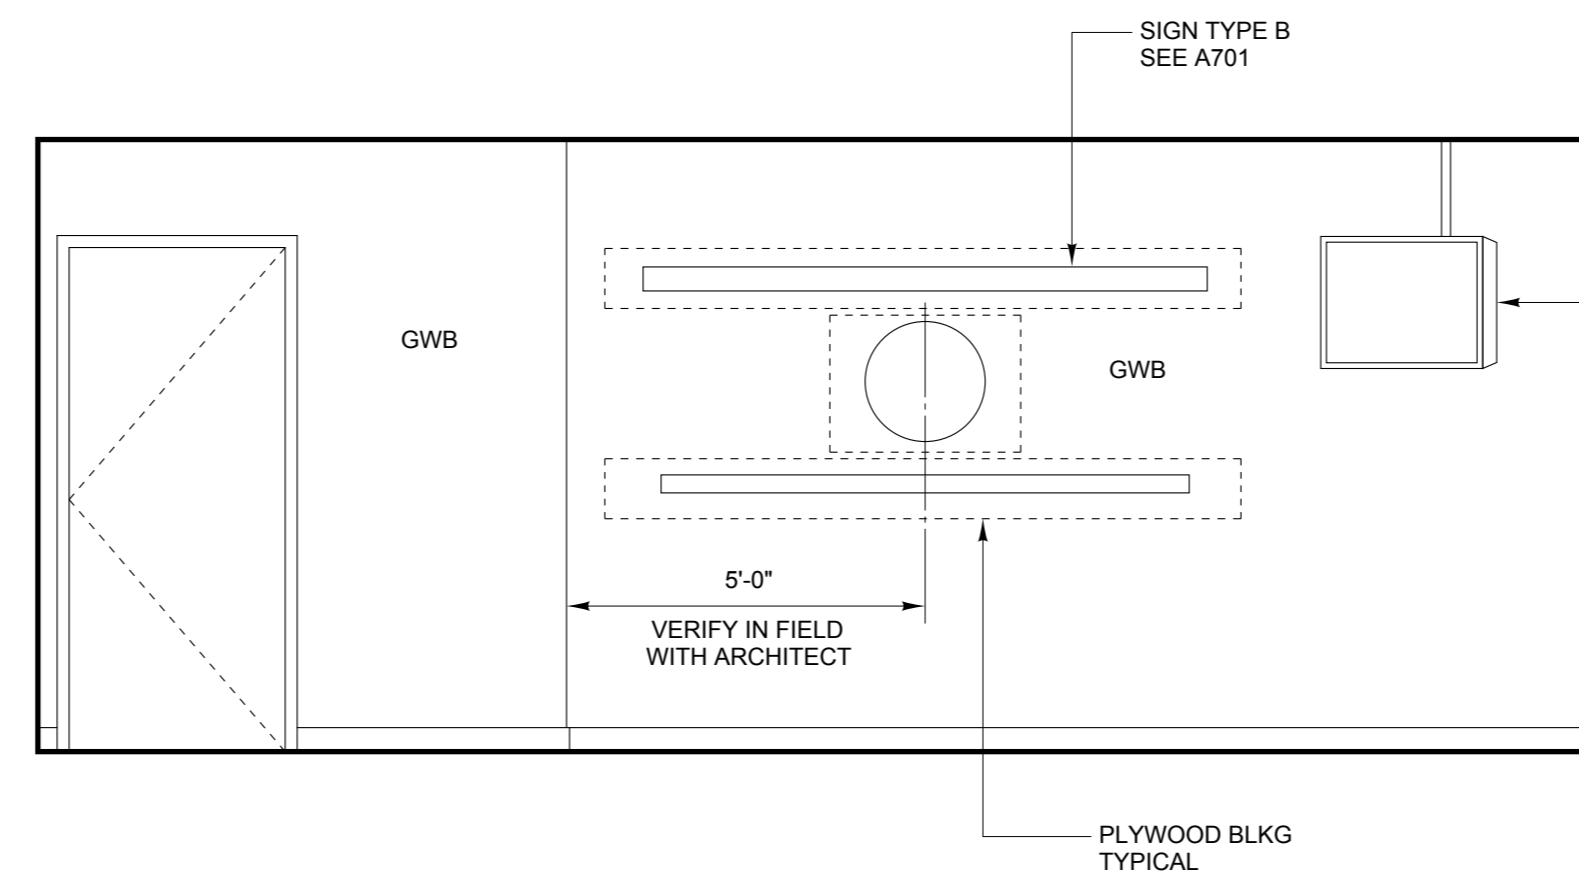 SIGN TYPE B
SEE A701
GWB
GWB
5'-0"
VERIFY IN FIELD
WITH ARCHITECT
PLYWOOD BLKG
TYPICAL